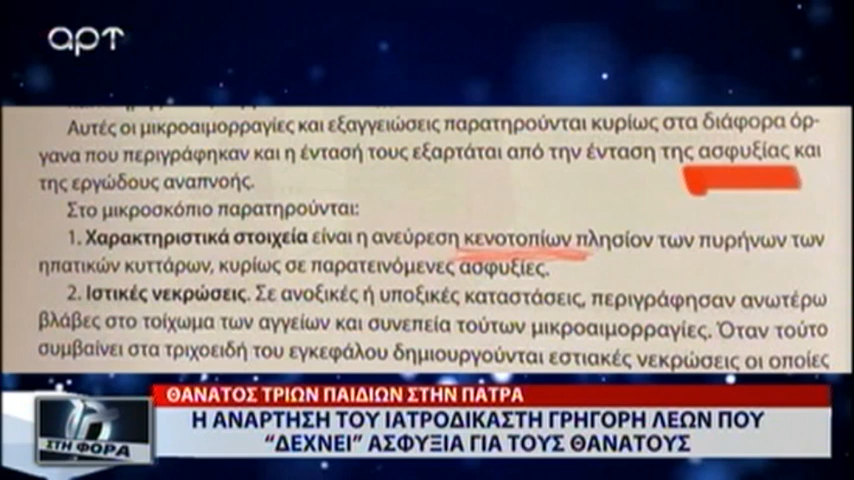 αρτ
Αυτές οι μικροαιμορραγίες και εξαγγειώσεις παρατηρούνται κυρίως στα διάφορα όρ-
γανα που περιγράφηκαν και η έντασή τους εξαρτάται από την ένταση της ασφυξίας και
της εργώδους αναπνοής.
Στο μικροσκόπιο παρατηρούνται:
1. Χαρακτηριστικά στοιχεία είναι η ανεύρεση κενοτοπίων πλησίον των πυρήνων των
ηπατικών κυττάρων, κυρίως σε παρατεινόμενες ασφυξίες.
2. Ιστικές νεκρώσεις. Σε ανοξικές ή υποξικές καταστάσεις, περιγράφησαν ανωτέρω
βλάβες στο τοίχωμα των αγγείων και συνεπεία τούτων μικροαιμορραγίες. Όταν τούτο
συμβαίνει στα τριχοειδή του εγκεφάλου δημιουργούνται εστιακές νεκρώσεις οι οποίες
ΘΑΝΑΤΟΣ ΤΡΙΩΝ ΠΑΙΔΙΩΝ ΣΤΗΝ ΠΑΤΡΑ
Η ΑΝΑΡΤΗΣΗ ΤΟΥ ΙΑΤΡΟΔΙΚΑΣΤΗ ΓΡΗΓΟΡΗ ΛΕΩΝ ΠΟΥ
“ΔΕΧΝΕΙ” ΑΣΦΥΞΙΑ ΓΙΑ ΤΟΥΣ ΘΑΝΑΤΟΥΣ
ΣΤΗ ΦΟΡΑ